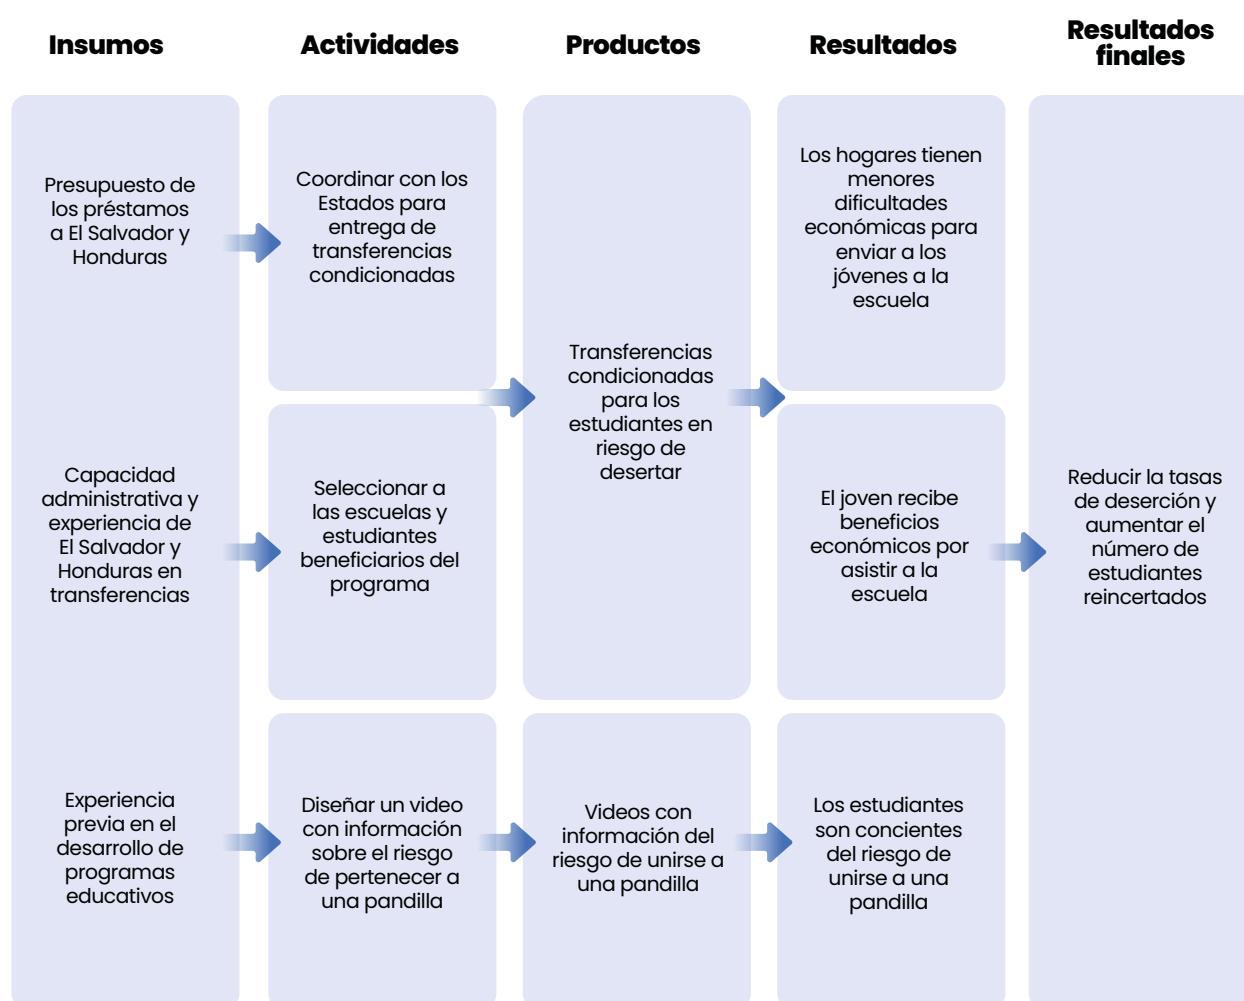 Insumos
Actividades
Productos
Resultados
Resultados
finales
Presupuesto de
los préstamos
a El Salvador y
Honduras
Capacidad
administrativa y
experiencia de
El Salvador y
Honduras en
transferencias
Experiencia
previa en el
desarrollo de
programas
educativos
Coordinar con los
Estados para
entrega de
transferencias
condicionadas
Seleccionar a
las escuelas y
estudiantes
beneficiarios del
programa
Diseñar un video
con información
sobre el riesgo
de pertenecer a
una pandilla
Transferencias
condicionadas
para los
estudiantes en
riesgo de
desertar
Videos con
información del
riesgo de unirse a
una pandilla
Los hogares tienen
menores
dificultades
económicas para
enviar a los
jóvenes a la
escuela
El joven recibe
beneficios
económicos por
asistir a la
escuela
Los estudiantes
son concientes
del riesgo de
unirse a una
pandilla
Reducir la tasas
de deserción y
aumentar el
número de
estudiantes
reincertados